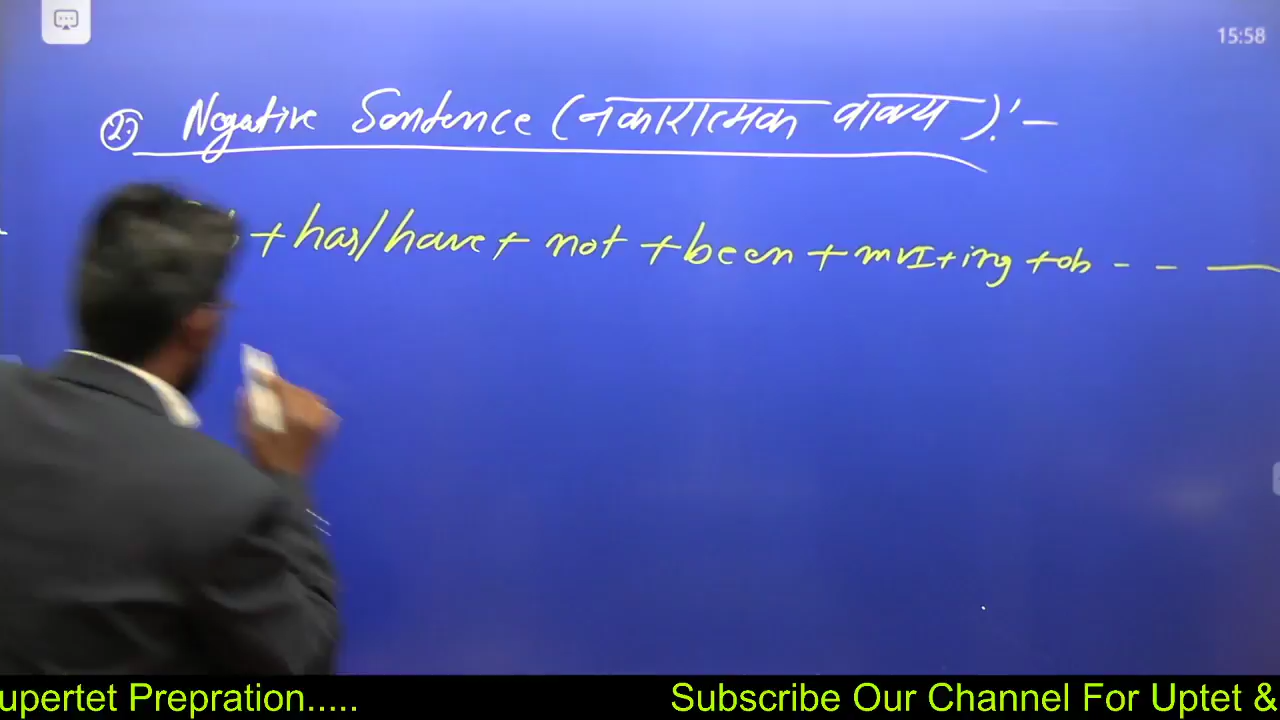 15:58
2. Negative Sentence (नकारात्मक वाक्य):-
+ has/have + not + been + mvI + ing + ob - - —
upertet Prepration..... Subscribe Our Channel For Uptet &